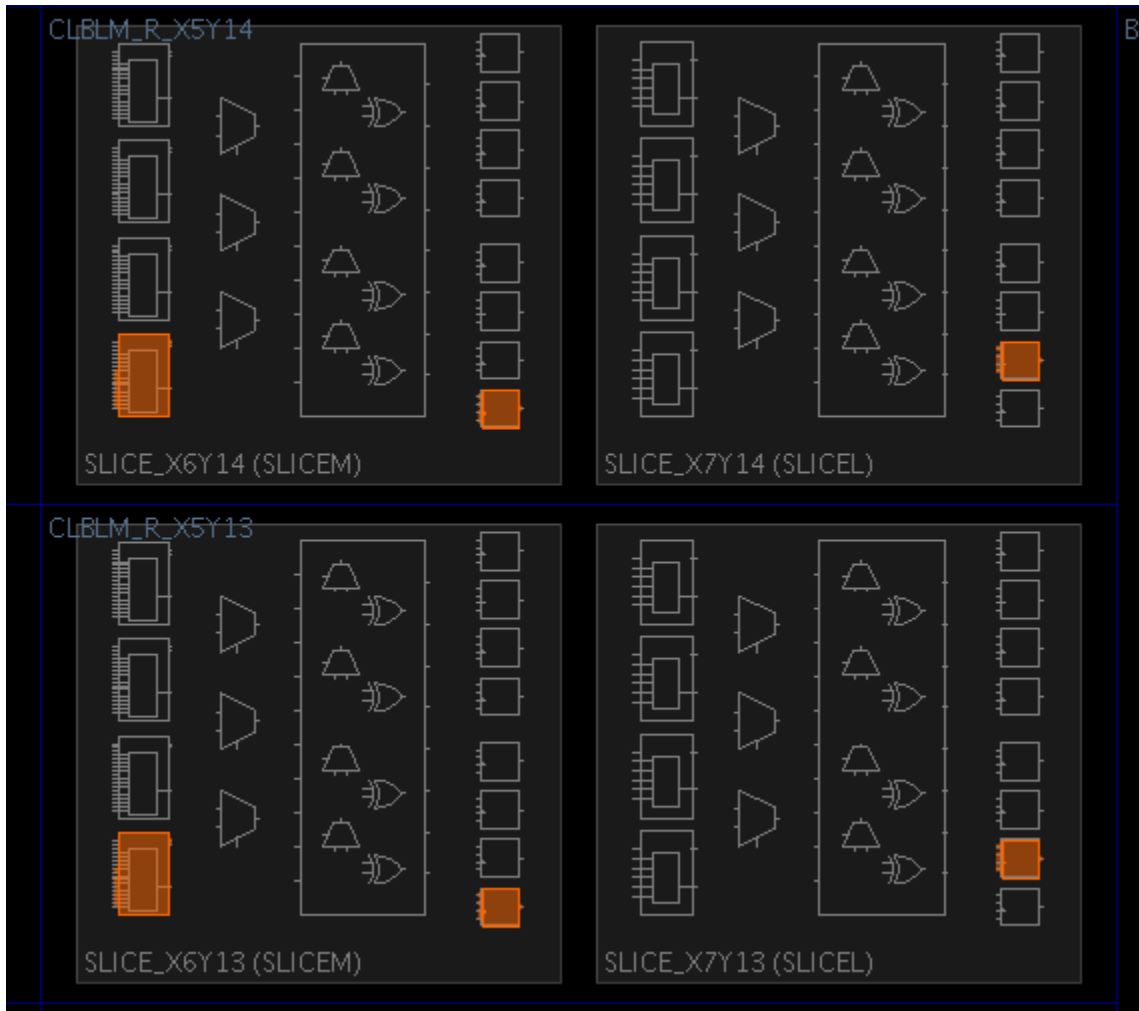 CLBLM_R_X5Y14
B
SLICE_X6Y14 (SLICEM)
SLICE_X7Y14 (SLICEL)
CLBLM_R_X5Y13
SLICE_X6Y13 (SLICEM)
SLICE_X7Y13 (SLICEL)